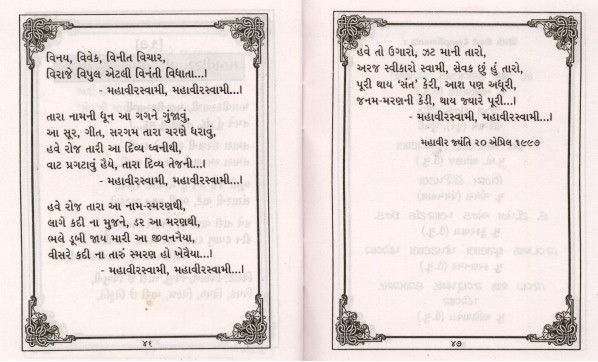 વિનય, વિવેક, વિનીત વિચાર,
વિરાજે વિપુલ એટલી વિનંતી વિધાતા...।
- મહાવીરસ્વામી, મહાવીરસ્વામી...।
તારા નામની ધૂન આ ગગને ગુંજાવું,
આ સૂર, ગીત, સરગમ તારા ચરણે ધરાવું,
હવે રોજ તારી આ દિવ્ય ધ્વનીથી,
વાટ પ્રગટાવું હૈયે, તારા દિવ્ય તેજની...।
- મહાવીરસ્વામી, મહાવીરસ્વામી...।
હવે રોજ તારા આ નામ-સ્મરણથી,
લાગે કદી ના મુજને, ડર આ મરણથી,
ભલે ડૂબી જાય મારી આ જીવનનૈયા,
વીસરે કદી ના તારું સ્મરણ હો ખેવૈયા...।
- મહાવીરસ્વામી, મહાવીરસ્વામી...।
૪૬
હવે તો ઉગારો, ઝટ માની તારો,
અરજ સ્વીકારો સ્વામી, સેવક છું હું તારો,
પૂરી થાય ‘સંત’ કેરી, આશ પણ અધૂરી,
જનમ-મરણની કેડી, થાય જ્યારે પૂરી...।
- મહાવીરસ્વામી, મહાવીરસ્વામી...।
મહાવીર જ્યંતિ ૨૦ એપ્રિલ ૧૯૯૭
૪૭